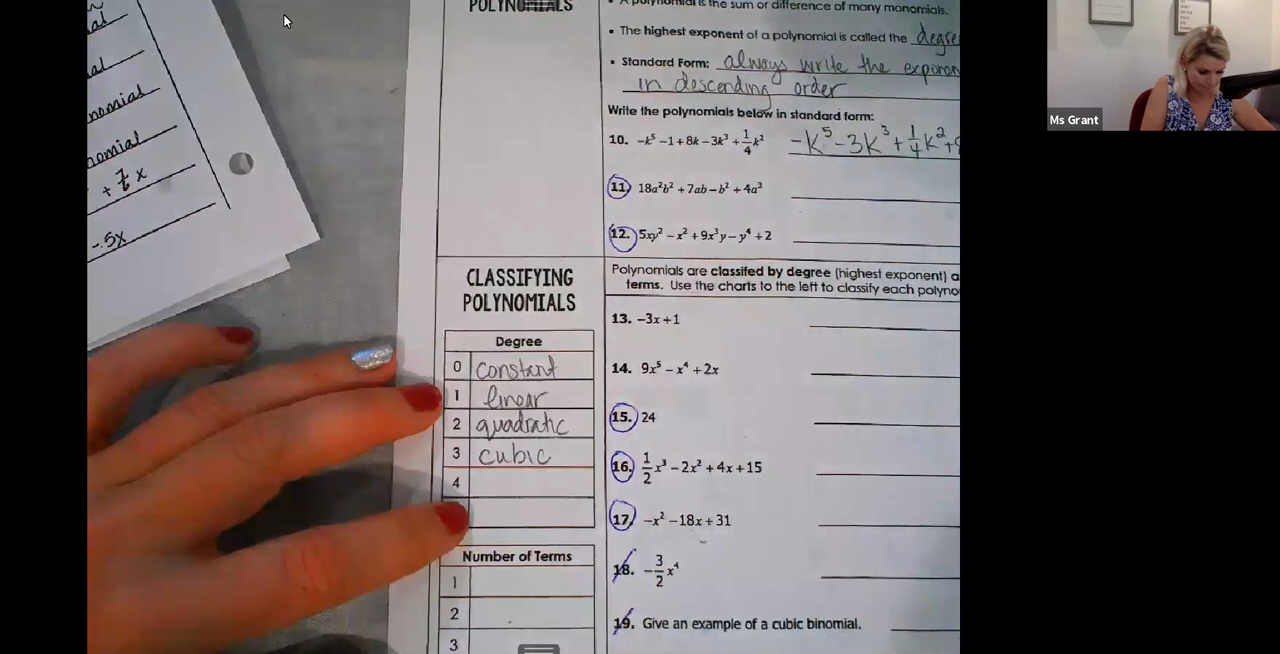 POLYNOMIALS
• A polynomial is the sum or difference of many monomials.
• The highest exponent of a polynomial is called the degree
• Standard Form: always write the
in descending order
Write the polynomials below in standard form:
10. -k⁵ - 1 + 8k - 3k³ + 1/4 k² -k⁵ - 3k³ + 1/4 k² +
11. 18a²b² + 7ab - b² + 4a³
12. 5xy² - x² + 9x³y - y⁴ + 2
CLASSIFYING
POLYNOMIALS
Polynomials are classifed by degree (highest exponent) a
terms. Use the charts to the left to classify each polyno
Degree
0 constant
1 linear
2 quadratic
3 cubic
4
Number of Terms
1
2
3
13. -3x + 1
14. 9x⁵ - x⁴ + 2x
15. 24
16. 1/2 x³ - 2x² + 4x + 15
17. -x² - 18x + 31
18. -3/2 x⁴
19. Give an example of a cubic binomial.
nomial
nomial
+ 7/6 x
-.5x
Ms Grant